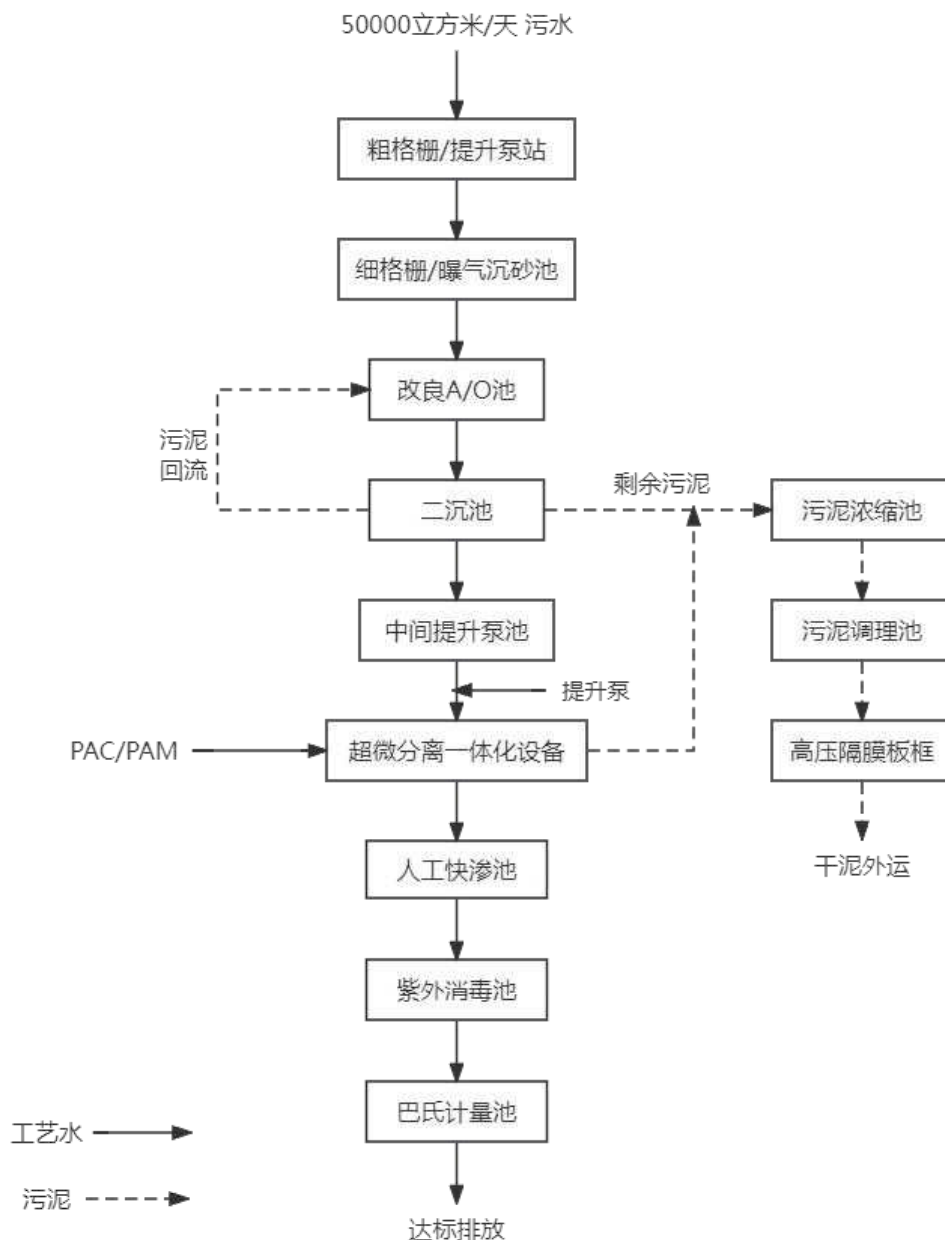 50000立方米/天 污水
粗格栅/提升泵站
细格栅/曝气沉砂池
改良A/O池
污泥
回流
二沉池
剩余污泥
污泥浓缩池
中间提升泵池
污泥调理池
提升泵
PAC/PAM
超微分离一体化设备
高压隔膜板框
人工快渗池
干泥外运
紫外消毒池
巴氏计量池
工艺水
污泥
达标排放